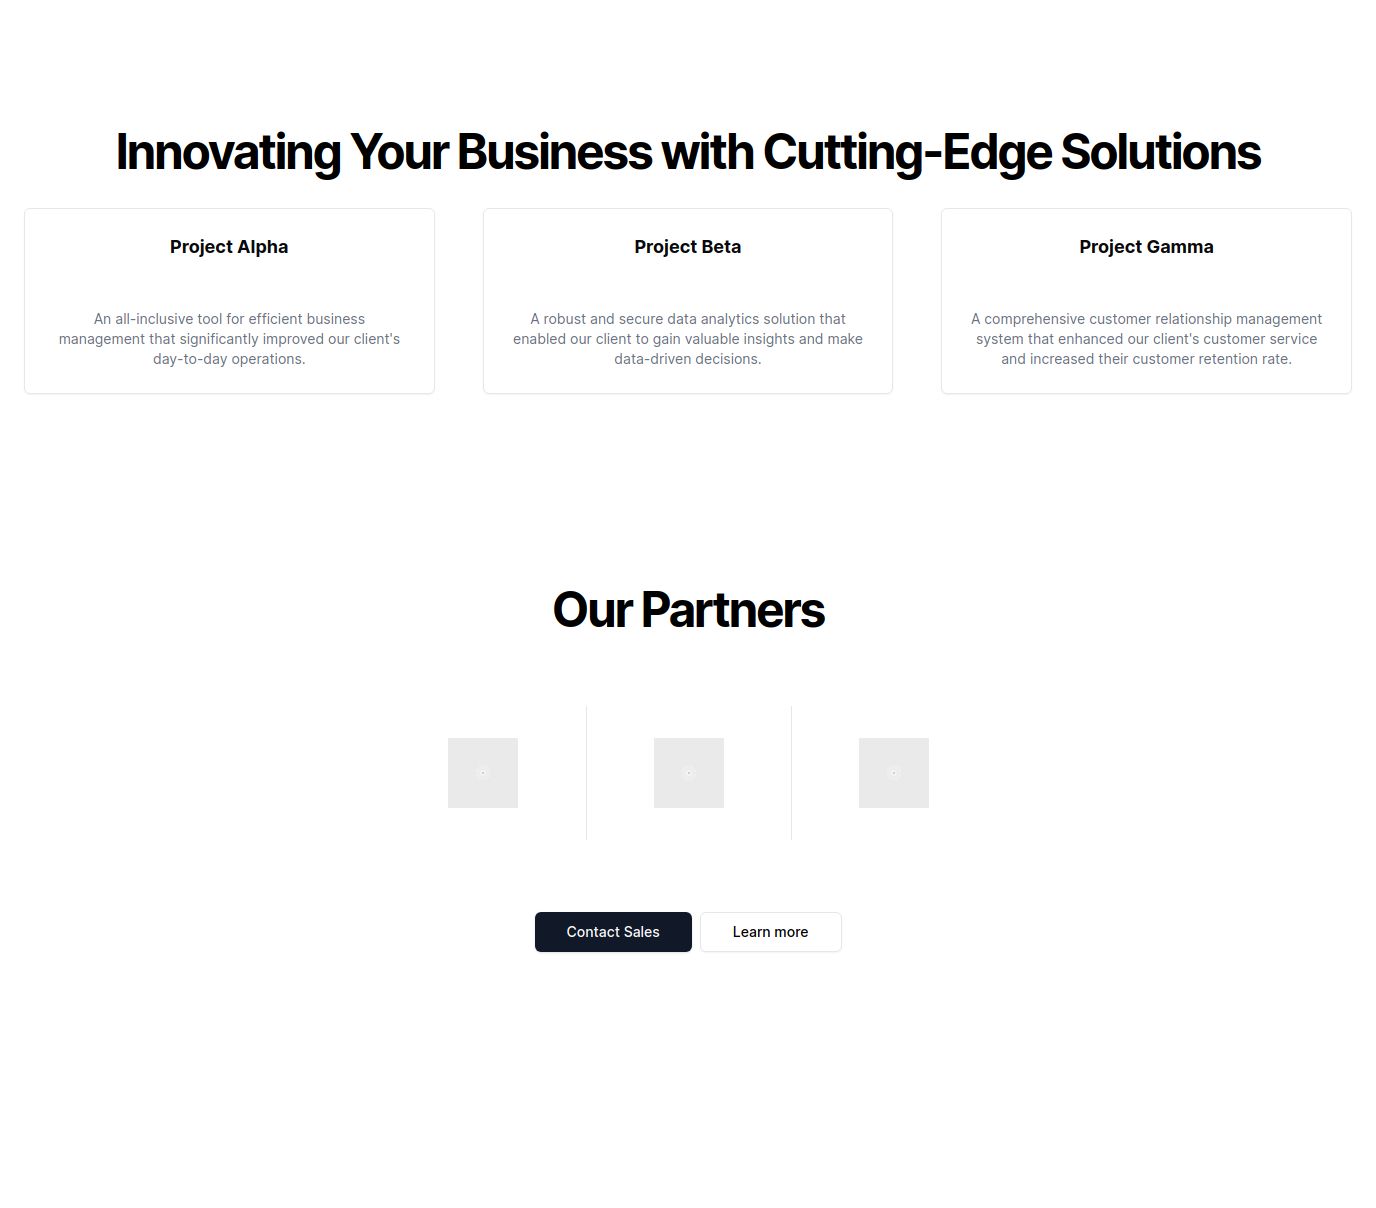 Innovating Your Business with Cutting-Edge Solutions
Project Alpha
An all-inclusive tool for efficient business
management that significantly improved our client's
day-to-day operations.
Project Beta
A robust and secure data analytics solution that
enabled our client to gain valuable insights and make
data-driven decisions.
Project Gamma
A comprehensive customer relationship management
system that enhanced our client's customer service
and increased their customer retention rate.
Our Partners
Contact Sales
Learn more